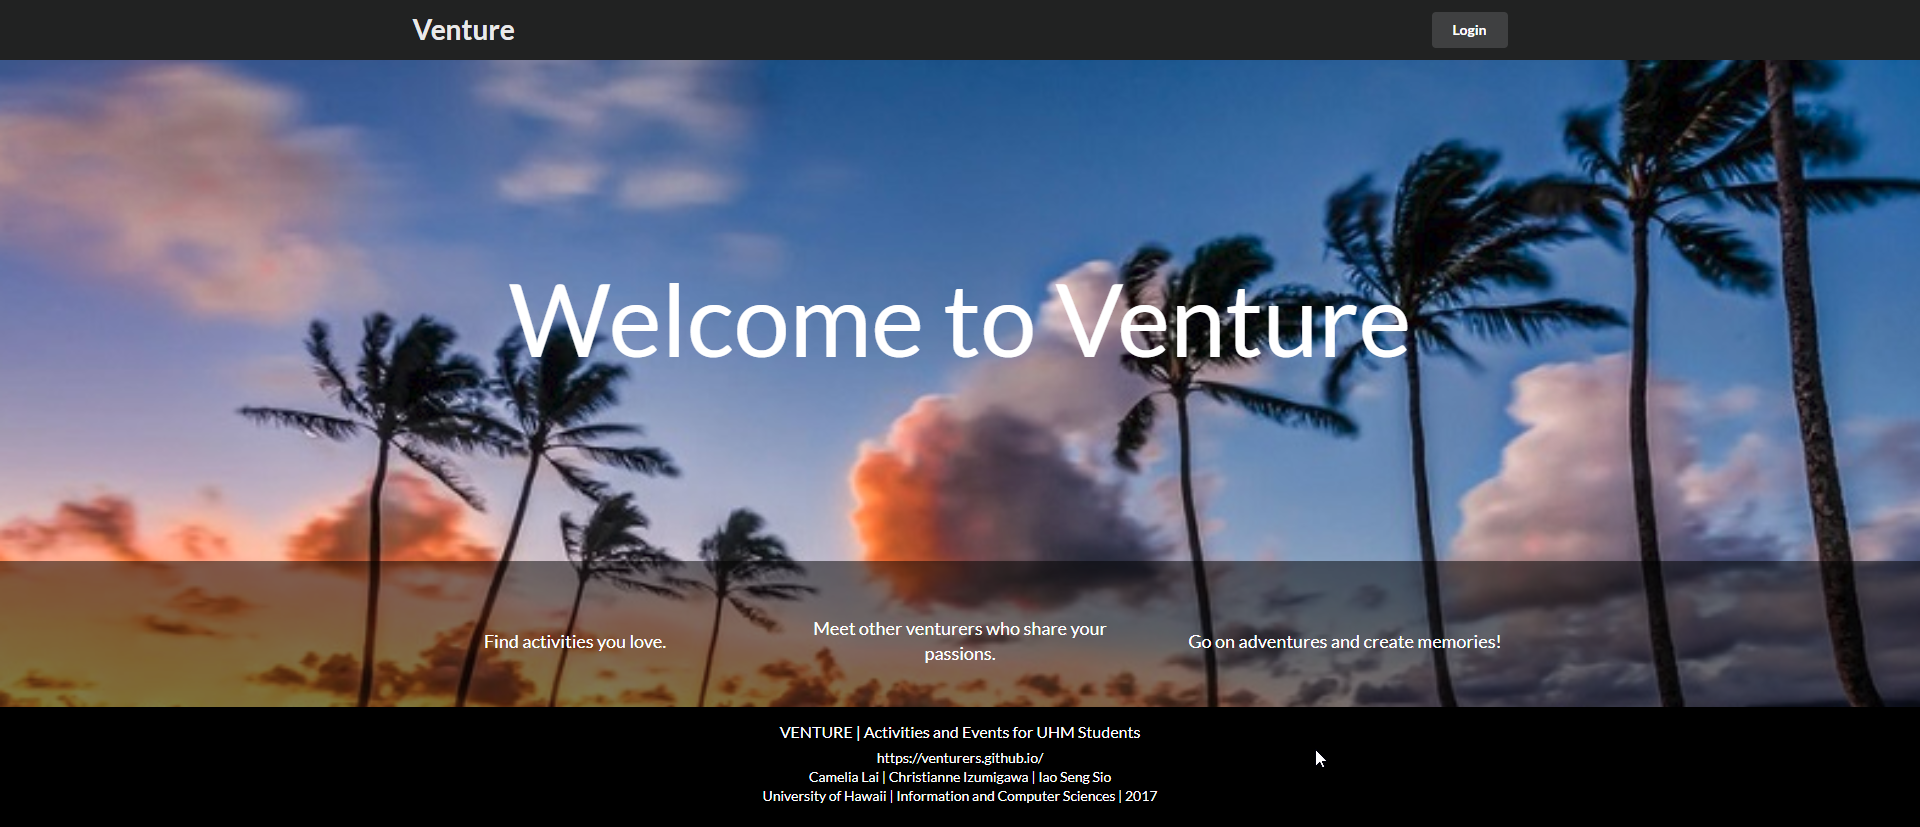 Venture
Login
Welcome to Venture
Find activities you love.
Meet other venturers who share your
passions.
Go on adventures and create memories!
VENTURE | Activities and Events for UHM Students
https://venturers.github.io/
Camelia Lai | Christianne Izumigawa | Iao Seng Sio
University of Hawaii | Information and Computer Sciences | 2017